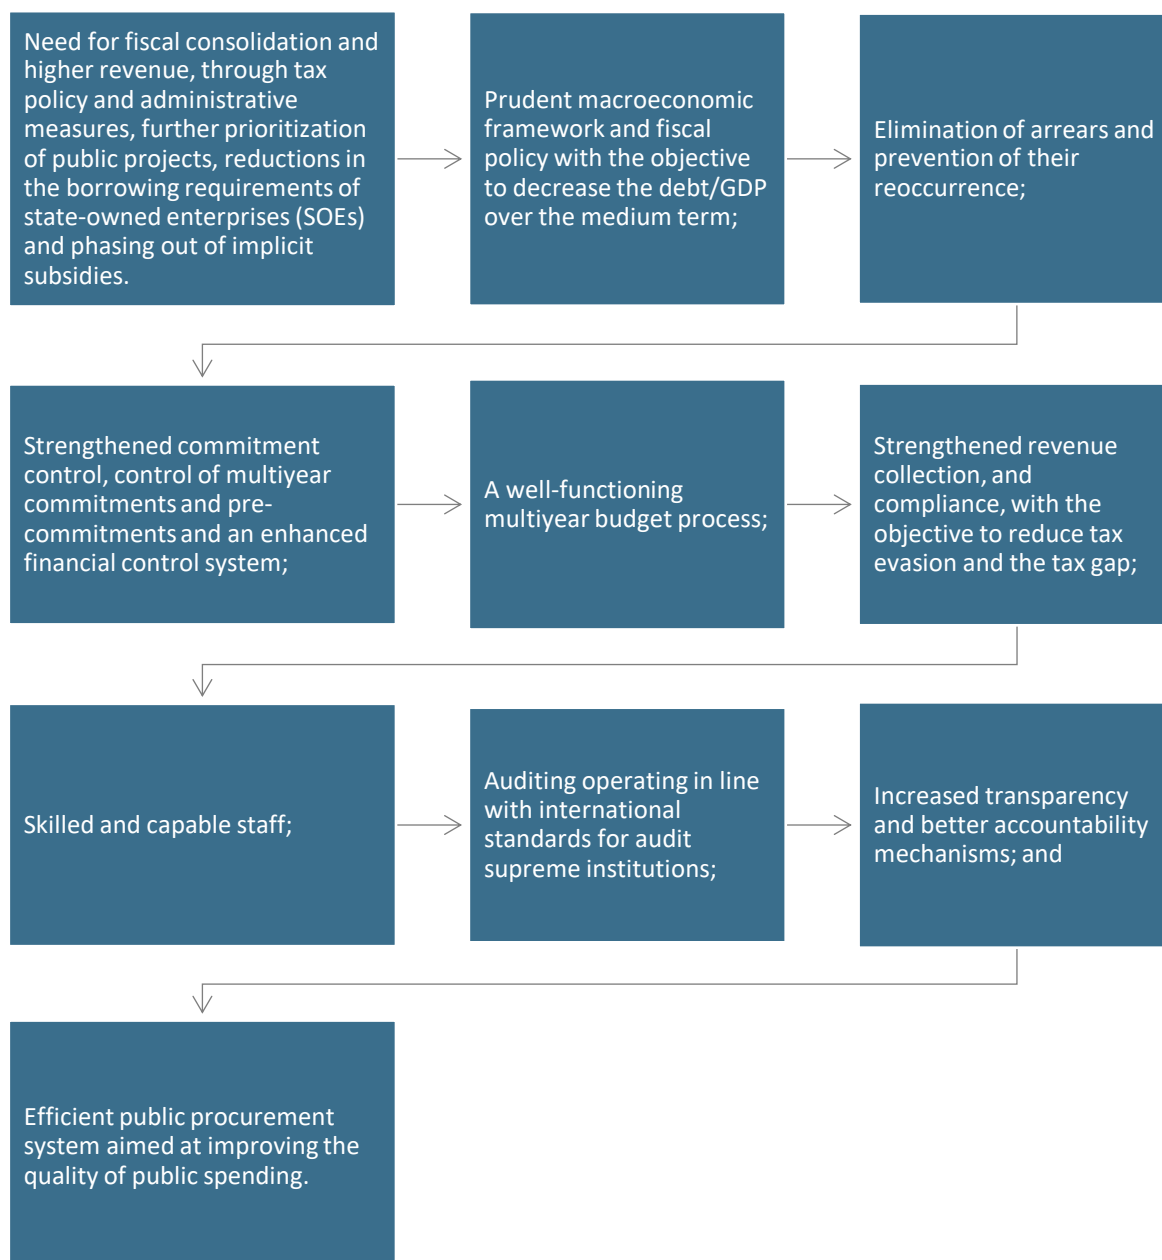 Need for fiscal consolidation and
higher revenue, through tax
policy and administrative
measures, further prioritization
of public projects, reductions in
the borrowing requirements of
state-owned enterprises (SOEs)
and phasing out of implicit
subsidies.
Prudent macroeconomic
framework and fiscal
policy with the objective
to decrease the debt/GDP
over the medium term;
Elimination of arrears and
prevention of their
reoccurrence;
Strengthened commitment
control, control of multiyear
commitments and pre-
commitments and an enhanced
financial control system;
A well-functioning
multiyear budget process;
Strengthened revenue
collection, and
compliance, with the
objective to reduce tax
evasion and the tax gap;
Skilled and capable staff;
Auditing operating in line
with international
standards for audit
supreme institutions;
Increased transparency
and better accountability
mechanisms; and
Efficient public procurement
system aimed at improving the
quality of public spending.